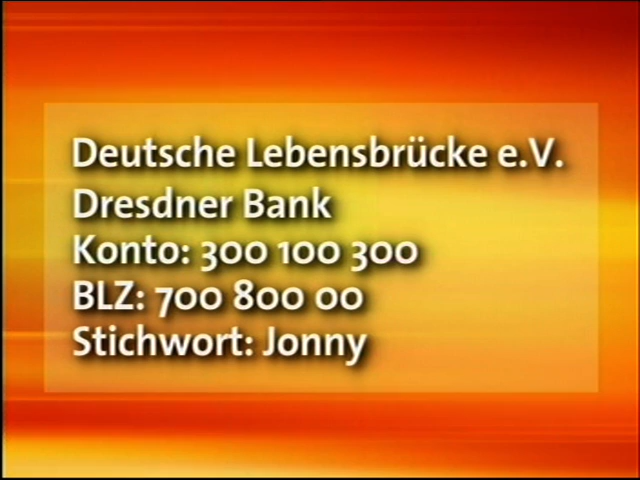 Deutsche Lebensbrücke e.V.
Dresdner Bank
Konto: 300 100 300
BLZ: 700 800 00
Stichwort: Jonny